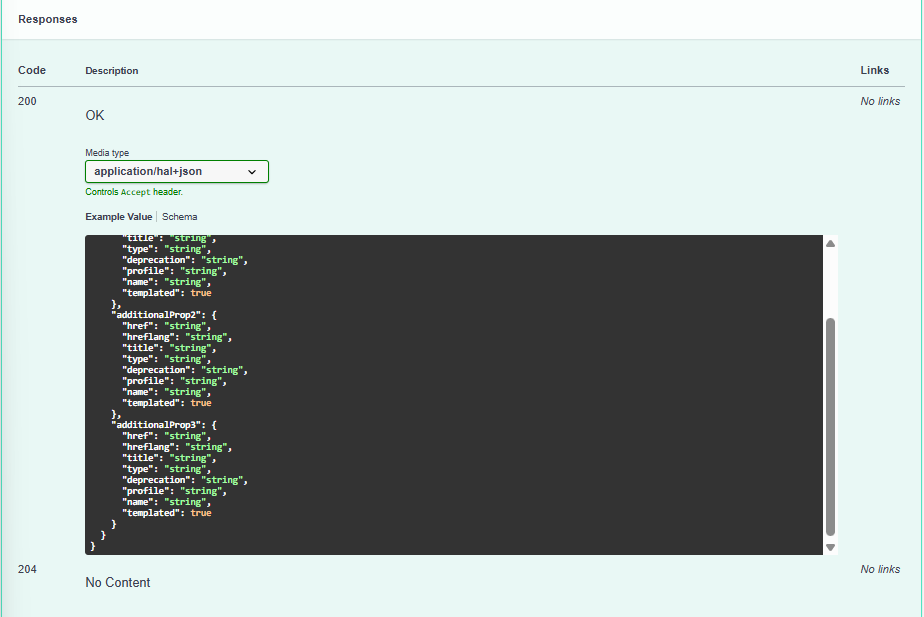 Responses
Code Description Links
200 OK No links
Media type
application/hal+json
Controls Accept header.
Example Value Schema
"title": "string",
"type": "string",
"deprecation": "string",
"profile": "string",
"name": "string",
"templated": true
},
"additionalProp2": {
"href": "string",
"hreflang": "string",
"title": "string",
"type": "string",
"deprecation": "string",
"profile": "string",
"name": "string",
"templated": true
},
"additionalProp3": {
"href": "string",
"hreflang": "string",
"title": "string",
"type": "string",
"deprecation": "string",
"profile": "string",
"name": "string",
"templated": true
}
}
}
204 No Content No links